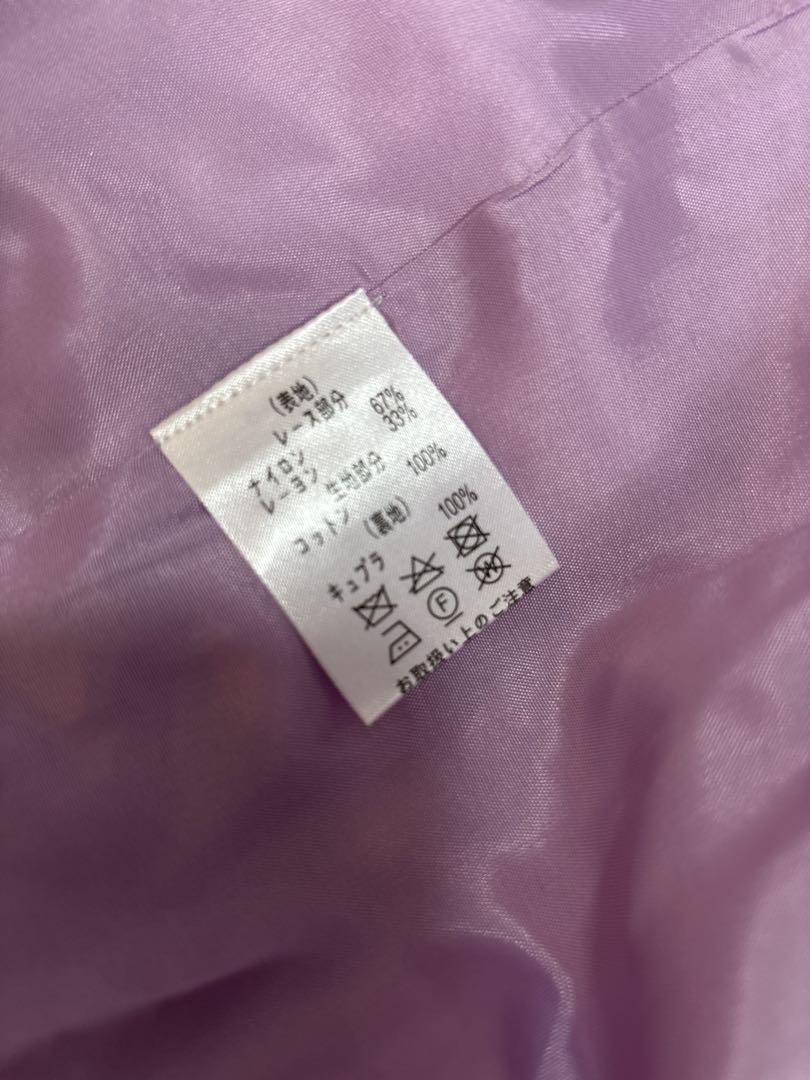 (表地)
レース部分
ナイロン 67%
レーヨン 33%
生地部分
コットン 100%
(裏地)
キュプラ 100%
F
W
お取扱い上のご注意